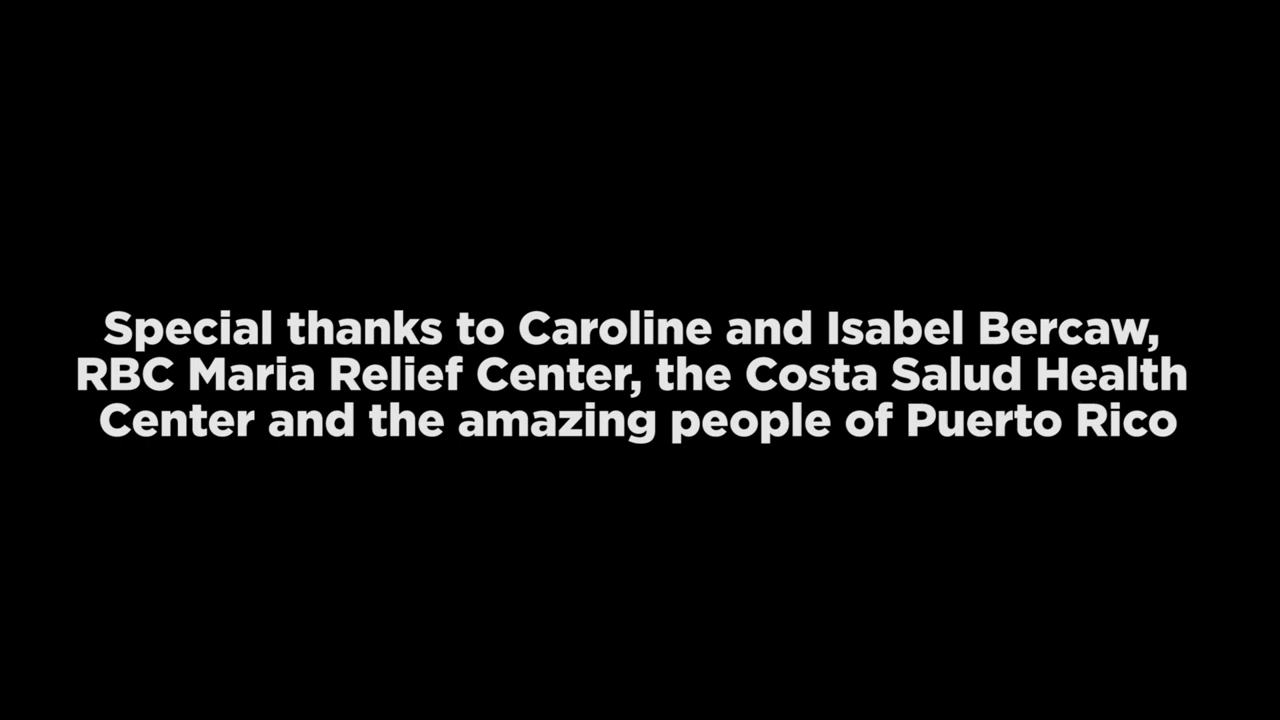 Special thanks to Caroline and Isabel Bercaw,
RBC Maria Relief Center, the Costa Salud Health
Center and the amazing people of Puerto Rico